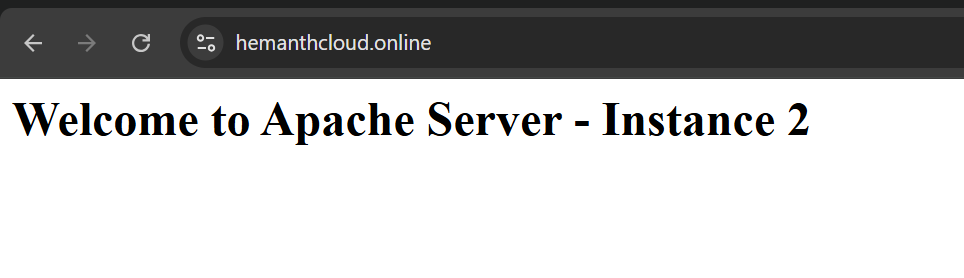 hemanthcloud.online
Welcome to Apache Server - Instance 2